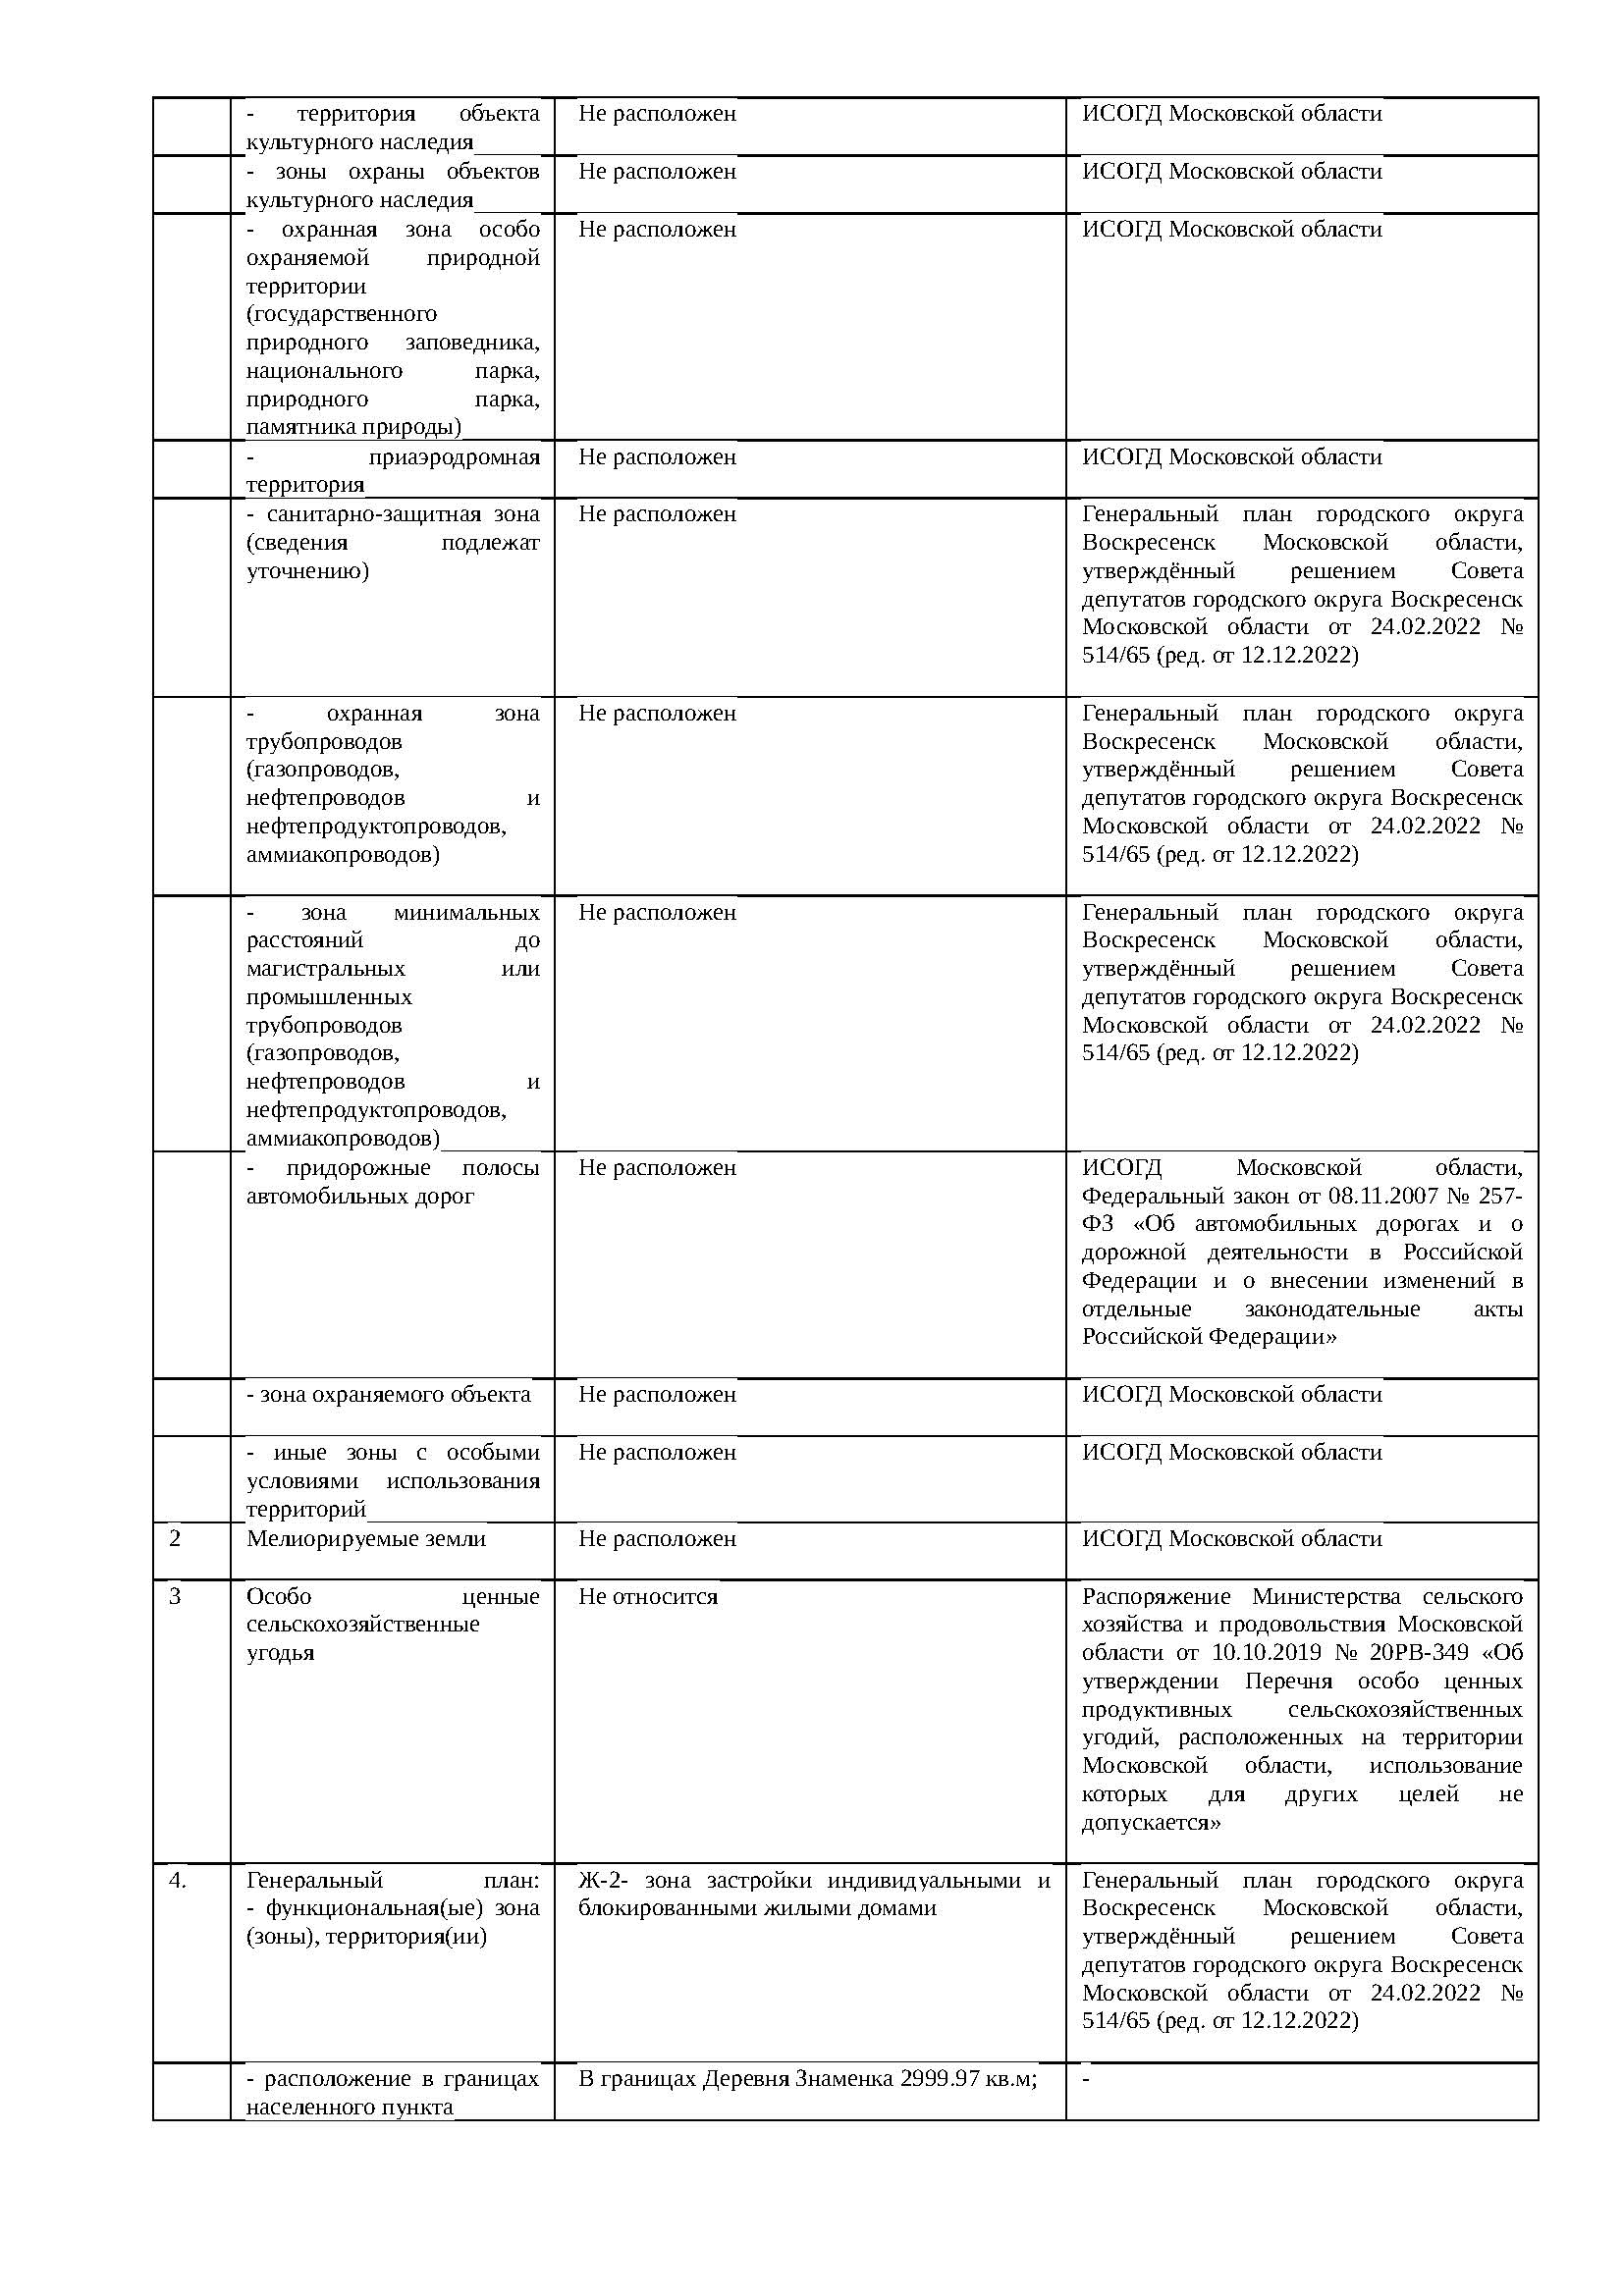 - территория объекта
культурного наследия
Не расположен
ИСОГД Московской области
- зоны охраны объектов
культурного наследия
Не расположен
ИСОГД Московской области
- охранная зона особо
охраняемой природной
территории
(государственного
природного заповедника,
национального парка,
природного парка,
памятника природы)
Не расположен
ИСОГД Московской области
- приаэродромная
территория
Не расположен
ИСОГД Московской области
- санитарно-защитная зона
(сведения подлежат
уточнению)
Не расположен
Генеральный план городского округа
Воскресенск Московской области,
утверждённый решением Совета
депутатов городского округа Воскресенск
Московской области от 24.02.2022 №
514/65 (ред. от 12.12.2022)
- охранная зона
трубопроводов
(газопроводов,
нефтепроводов и
нефтепродуктопроводов,
аммиакопроводов)
Не расположен
Генеральный план городского округа
Воскресенск Московской области,
утверждённый решением Совета
депутатов городского округа Воскресенск
Московской области от 24.02.2022 №
514/65 (ред. от 12.12.2022)
- зона минимальных
расстояний до
магистральных или
промышленных
трубопроводов
(газопроводов,
нефтепроводов и
нефтепродуктопроводов,
аммиакопроводов)
Не расположен
Генеральный план городского округа
Воскресенск Московской области,
утверждённый решением Совета
депутатов городского округа Воскресенск
Московской области от 24.02.2022 №
514/65 (ред. от 12.12.2022)
- придорожные полосы
автомобильных дорог
Не расположен
ИСОГД Московской области,
Федеральный закон от 08.11.2007 № 257-
ФЗ «Об автомобильных дорогах и о
дорожной деятельности в Российской
Федерации и о внесении изменений в
отдельные законодательные акты
Российской Федерации»
- зона охраняемого объекта
Не расположен
ИСОГД Московской области
- иные зоны с особыми
условиями использования
территорий
Не расположен
ИСОГД Московской области
2
Мелиорируемые земли
Не расположен
ИСОГД Московской области
3
Особо ценные
сельскохозяйственные
угодья
Не относится
Распоряжение Министерства сельского
хозяйства и продовольствия Московской
области от 10.10.2019 № 20РВ-349 «Об
утверждении Перечня особо ценных
продуктивных сельскохозяйственных
угодий, расположенных на территории
Московской области, использование
которых для других целей не
допускается»
4.
Генеральный план:
- функциональная(ые) зона
(зоны), территория(ии)
Ж-2- зона застройки индивидуальными и
блокированными жилыми домами
Генеральный план городского округа
Воскресенск Московской области,
утверждённый решением Совета
депутатов городского округа Воскресенск
Московской области от 24.02.2022 №
514/65 (ред. от 12.12.2022)
- расположение в границах
населенного пункта
В границах Деревня Знаменка 2999.97 кв.м;
-